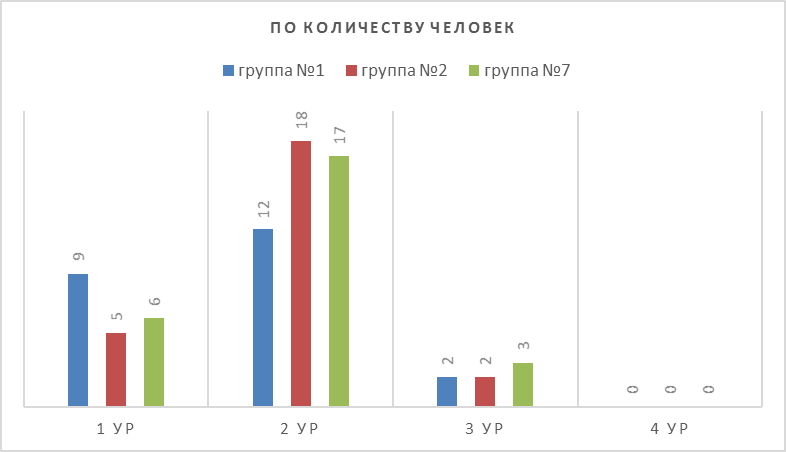 ПО КОЛИЧЕСТВУ ЧЕЛОВЕК
группа №1 группа №2 группа №7
9 5 6 12 18 17 2 2 3 0 0 0
1 УР 2 УР 3 УР 4 УР